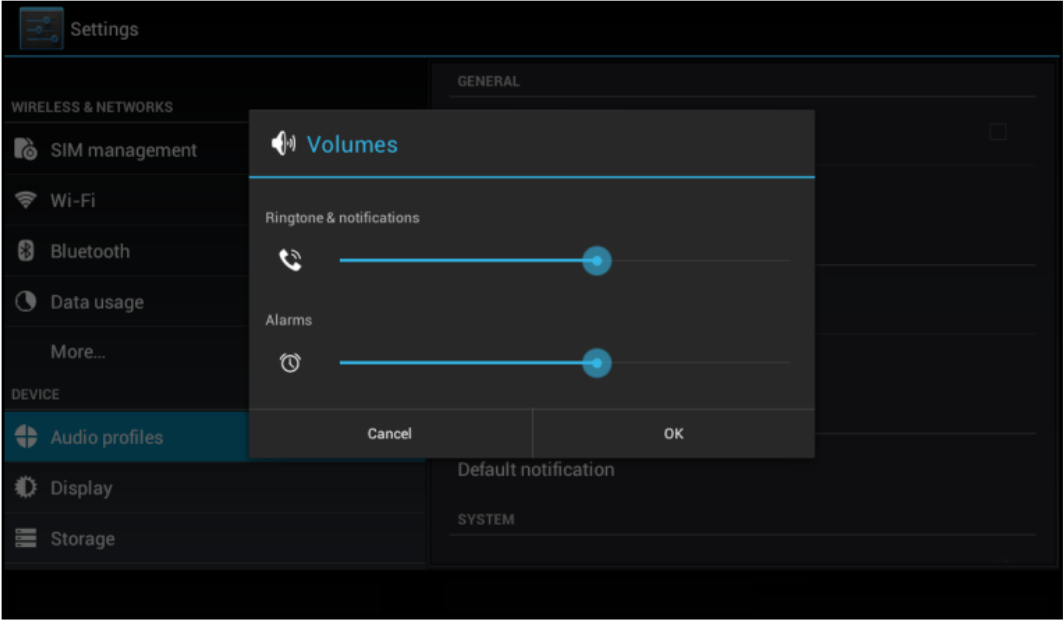 Settings
WIRELESS & NETWORKS
SIM management
Wi-Fi
Bluetooth
Data usage
More...
DEVICE
Audio profiles
Display
Storage
GENERAL
Volumes
Ringtone & notifications
Alarms
Cancel
OK
Default notification
SYSTEM